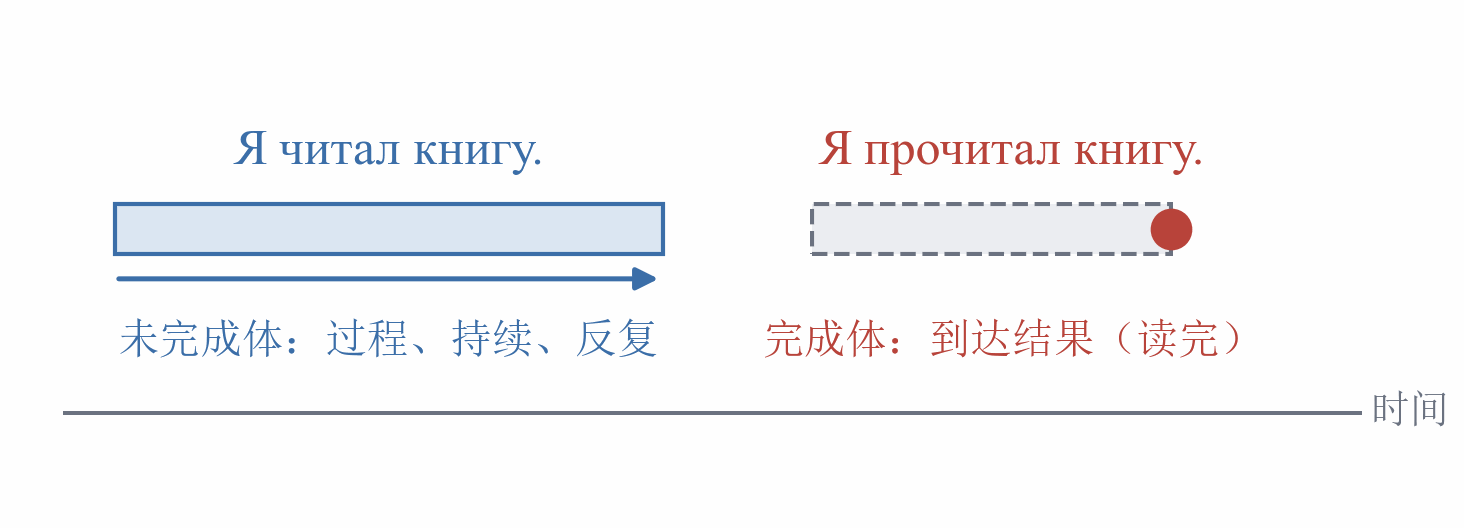 Я читал книгу.
Я прочитал книгу.
未完成体：过程、持续、反复
完成体：到达结果（读完）
时间